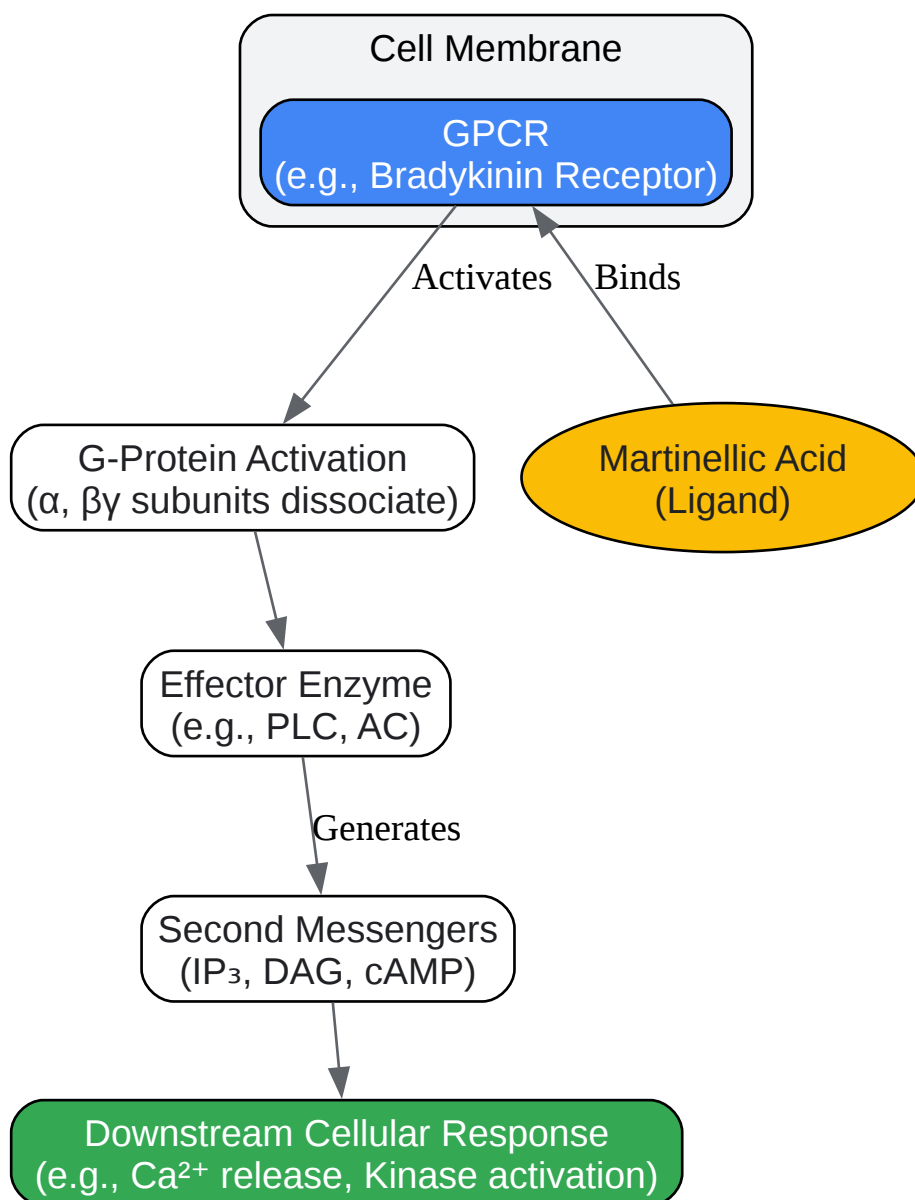 Cell Membrane
GPCR
(e.g., Bradykinin Receptor)
Activates
Binds
G-Protein Activation
(α, βγ subunits dissociate)
Martinellic Acid
(Ligand)
Effector Enzyme
(e.g., PLC, AC)
Generates
Second Messengers
(IP₃, DAG, cAMP)
Downstream Cellular Response
(e.g., Ca²⁺ release, Kinase activation)